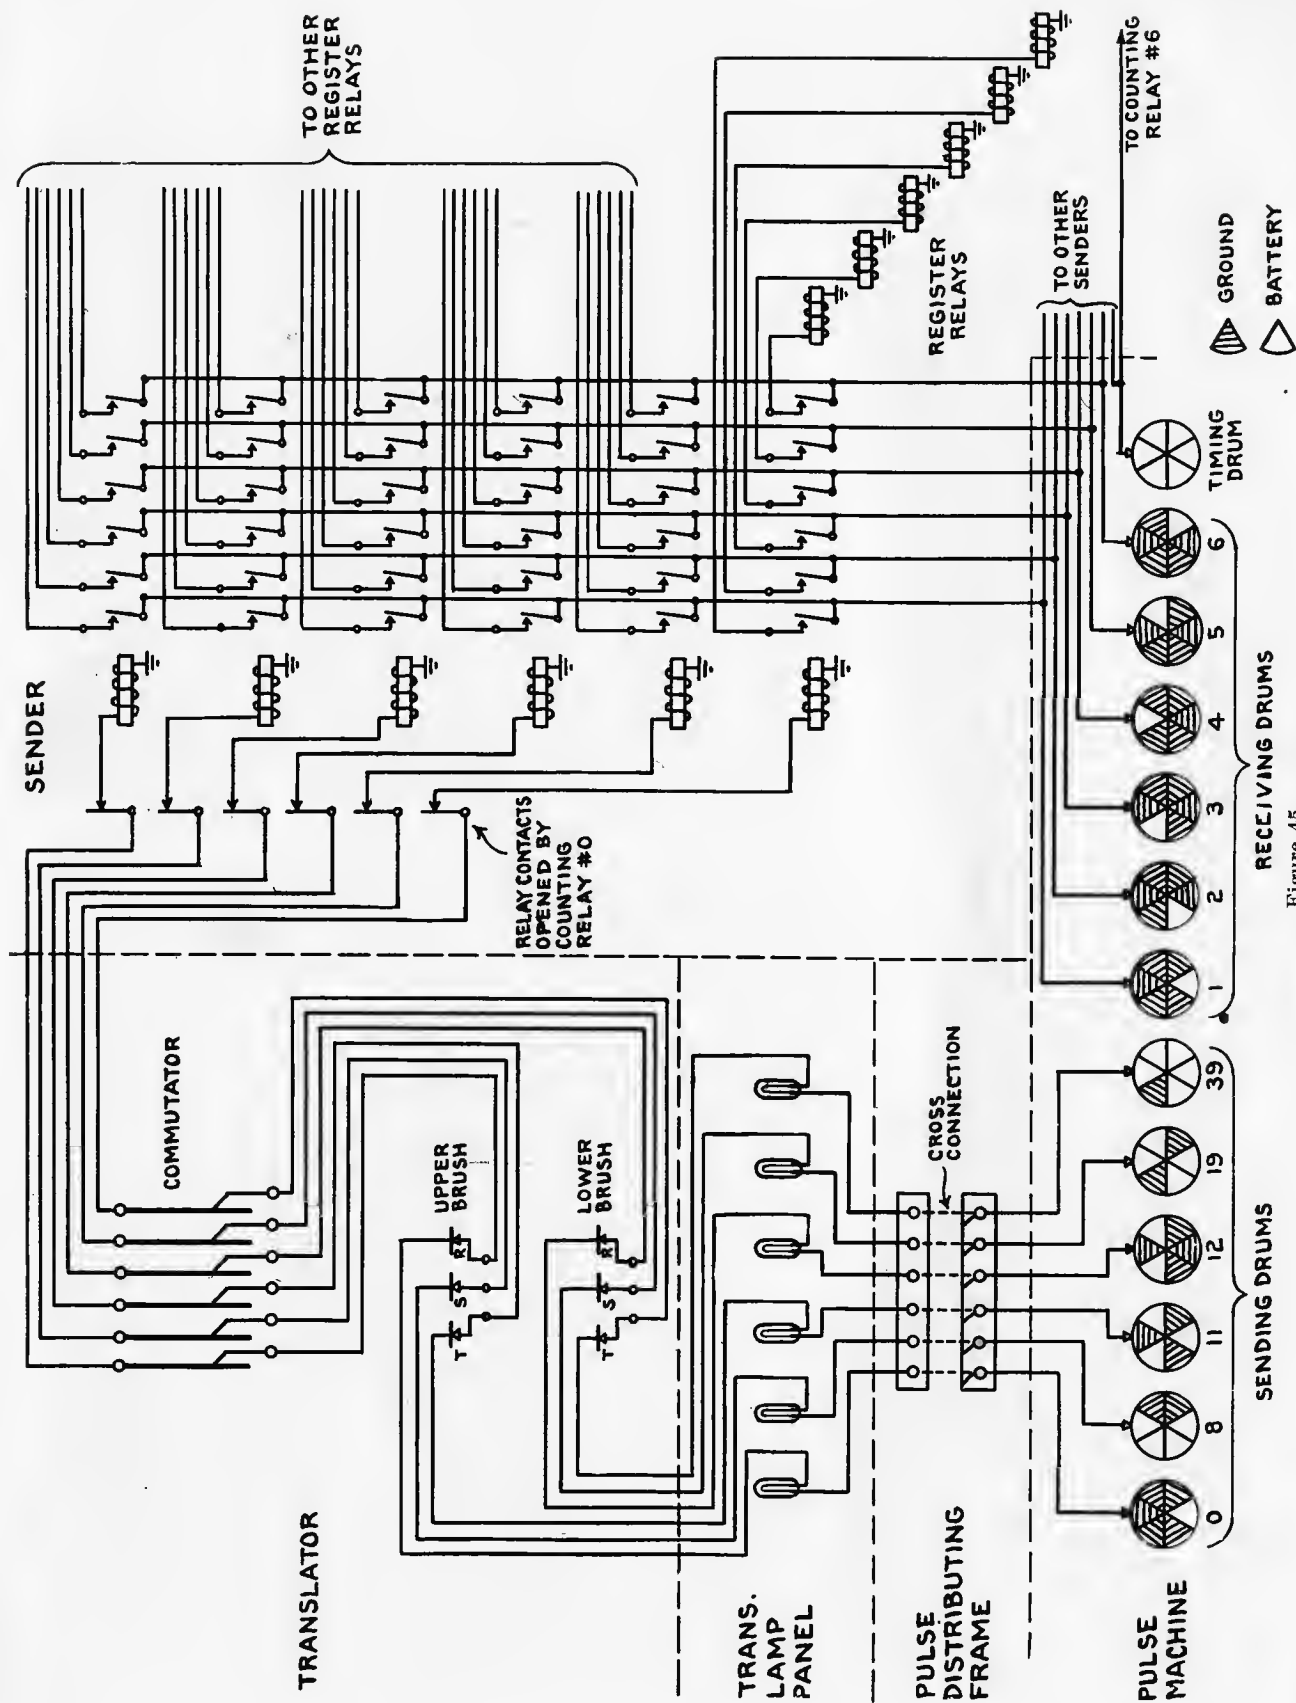 SENDER
TO OTHER
REGISTER
RELAYS
COMMUTATOR
RELAY CONTACTS
OPENED BY
COUNTING
RELAY #0
REGISTER
RELAYS
TRANSLATOR
UPPER
BRUSH
R
S
T
LOWER
BRUSH
R
S
T
TRANS.
LAMP
PANEL
PULSE
DISTRIBUTING
FRAME
CROSS
CONNECTION
TO OTHER
SENDERS
TO COUNTING
RELAY #6
PULSE
MACHINE
0 8 11 12 19 39
SENDING DRUMS
1 2 3 4 5 6
RECEIVING DRUMS
TIMING
DRUM
GROUND
BATTERY
Figure 45